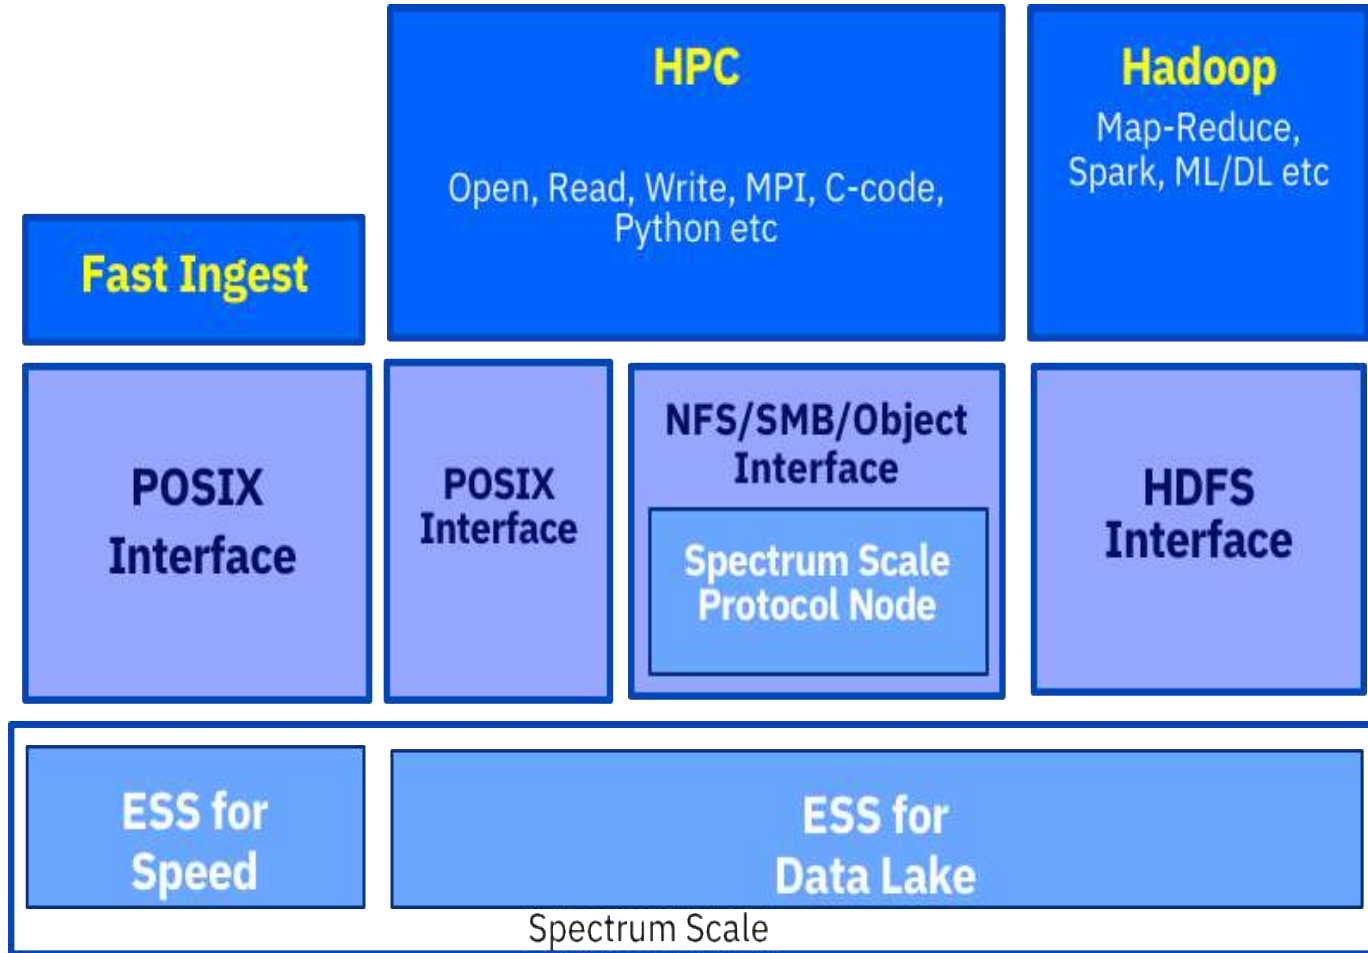 HPC
Open, Read, Write, MPI, C-code,
Python etc
Hadoop
Map-Reduce,
Spark, ML/DL etc
Fast Ingest
POSIX
Interface
POSIX
Interface
NFS/SMB/Object
Interface
Spectrum Scale
Protocol Node
HDFS
Interface
ESS for
Speed
ESS for
Data Lake
Spectrum Scale